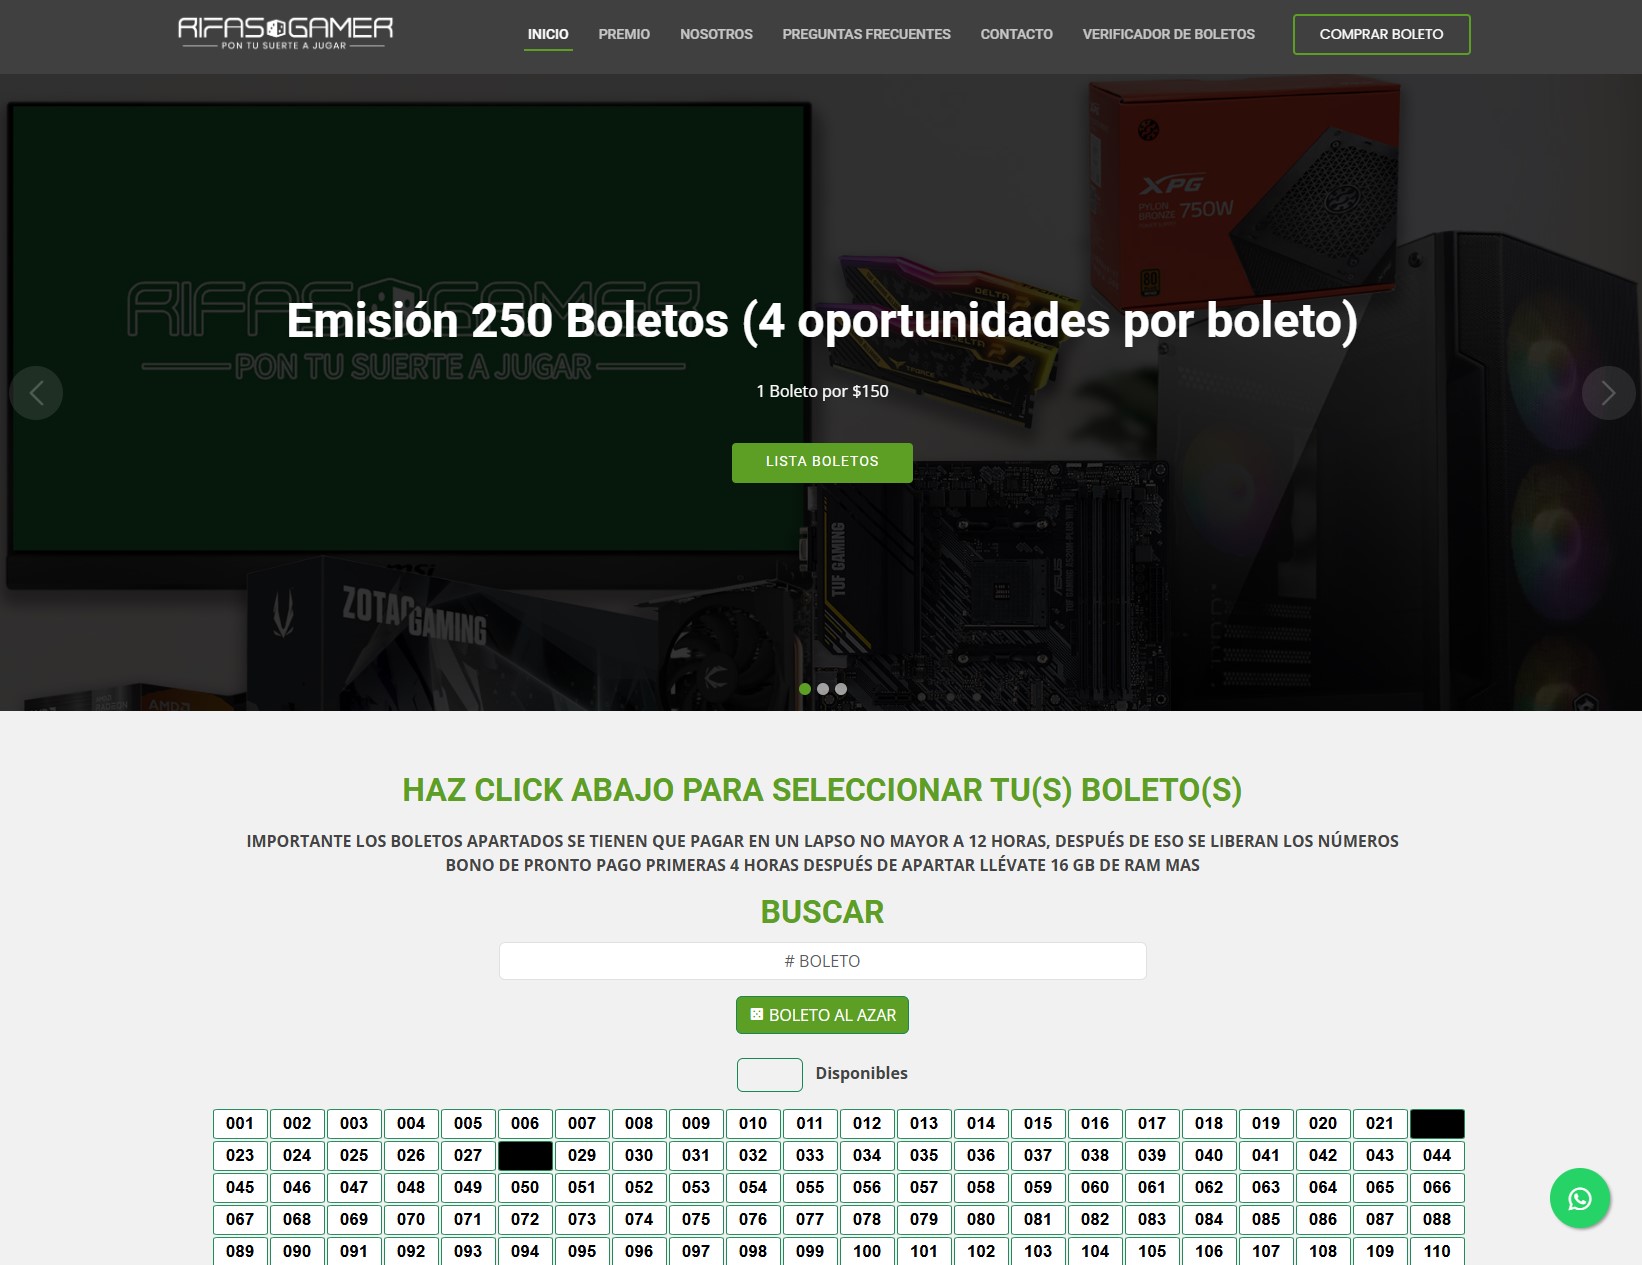 RIFAS GAMER
PON TU SUERTE A JUGAR
INICIO PREMIO NOSOTROS PREGUNTAS FRECUENTES CONTACTO VERIFICADOR DE BOLETOS COMPRAR BOLETO
XPG
PYLON
BRONZE 750W
DELTA
RIFAS GAMER
Emisión 250 Boletos (4 oportunidades por boleto)
DELTA
PON TU SUERTE A JUGAR
T-FORCE
1 Boleto por $150
LISTA BOLETOS
TUF GAMING
ASUS
msi
ZOTAC GAMING
RADEON
AMD
HAZ CLICK ABAJO PARA SELECCIONAR TU(S) BOLETO(S)
IMPORTANTE LOS BOLETOS APARTADOS SE TIENEN QUE PAGAR EN UN LAPSO NO MAYOR A 12 HORAS, DESPUÉS DE ESO SE LIBERAN LOS NÚMEROS
BONO DE PRONTO PAGO PRIMERAS 4 HORAS DESPUÉS DE APARTAR LLÉVATE 16 GB DE RAM MAS
BUSCAR
# BOLETO
BOLETO AL AZAR
Disponibles
001 002 003 004 005 006 007 008 009 010 011 012 013 014 015 016 017 018 019 020 021
023 024 025 026 027 029 030 031 032 033 034 035 036 037 038 039 040 041 042 043 044
045 046 047 048 049 050 051 052 053 054 055 056 057 058 059 060 061 062 063 064 065 066
067 068 069 070 071 072 073 074 075 076 077 078 079 080 081 082 083 084 085 086 087 088
089 090 091 092 093 094 095 096 097 098 099 100 101 102 103 104 105 106 107 108 109 110